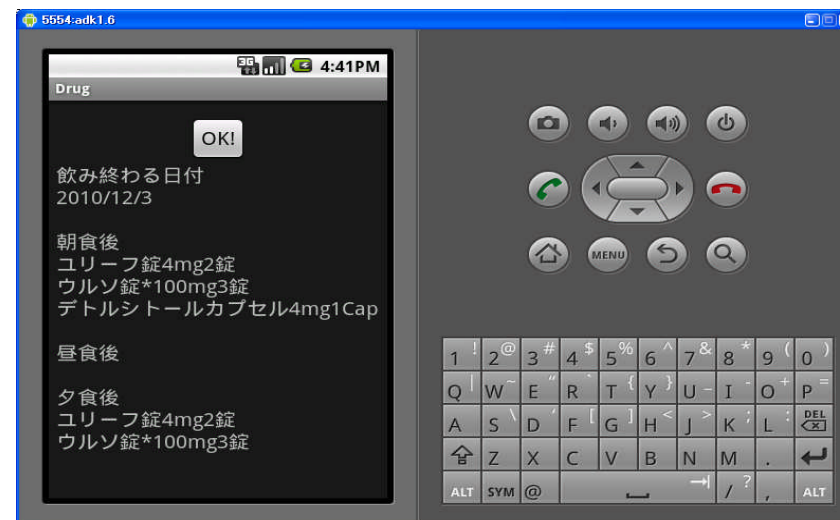 5554:adk1.6
3G 4:41PM
Drug
OK!
飲み終わる日付
2010/12/3
朝食後
ユリーフ錠4mg2錠
ウルソ錠*100mg3錠
デトルシトールカプセル4mg1Cap
昼食後
夕食後
ユリーフ錠4mg2錠
ウルソ錠*100mg3錠
MENU
1 ! 2 @ 3 # 4 $ 5 % 6 ^ 7 & 8 * 9 ( 0 )
Q | W ~ E “ R ` T { Y } U _ I - O + P =
A S \ D ' F [ G ] H < J > K ; L : DEL
Z X C V B N M .
ALT SYM @ / ? , ALT